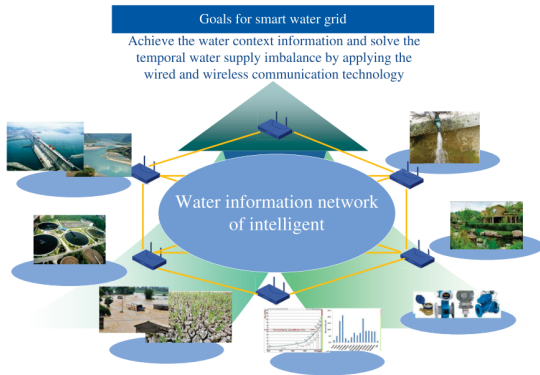 Goals for smart water grid
Achieve the water context information and solve the
temporal water supply imbalance by applying the
wired and wireless communication technology
Water information network
of intelligent